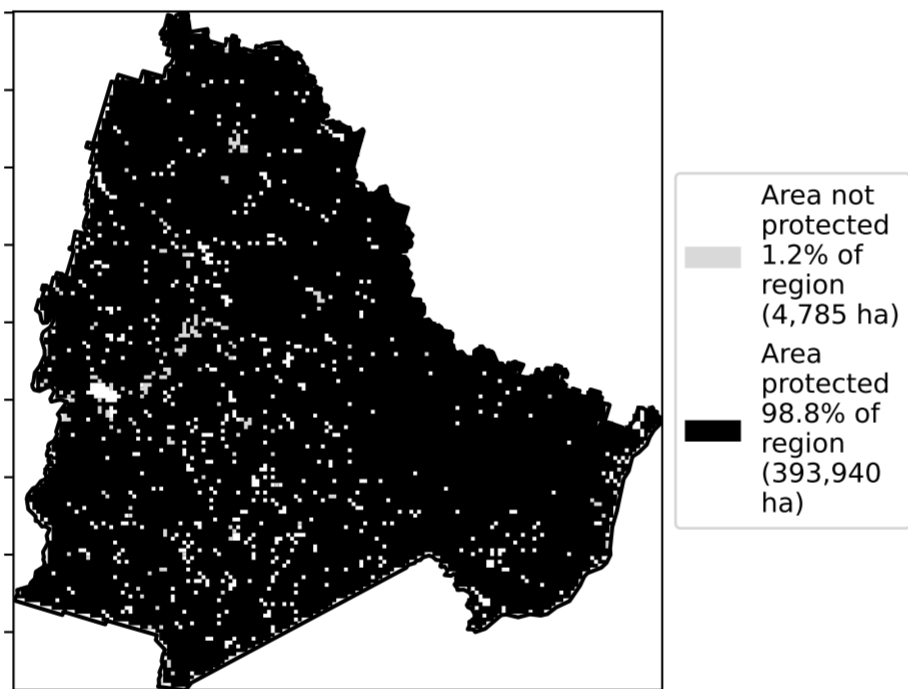 Area not
protected
1.2% of
region
(4,785 ha)
Area
protected
98.8% of
region
(393,940
ha)